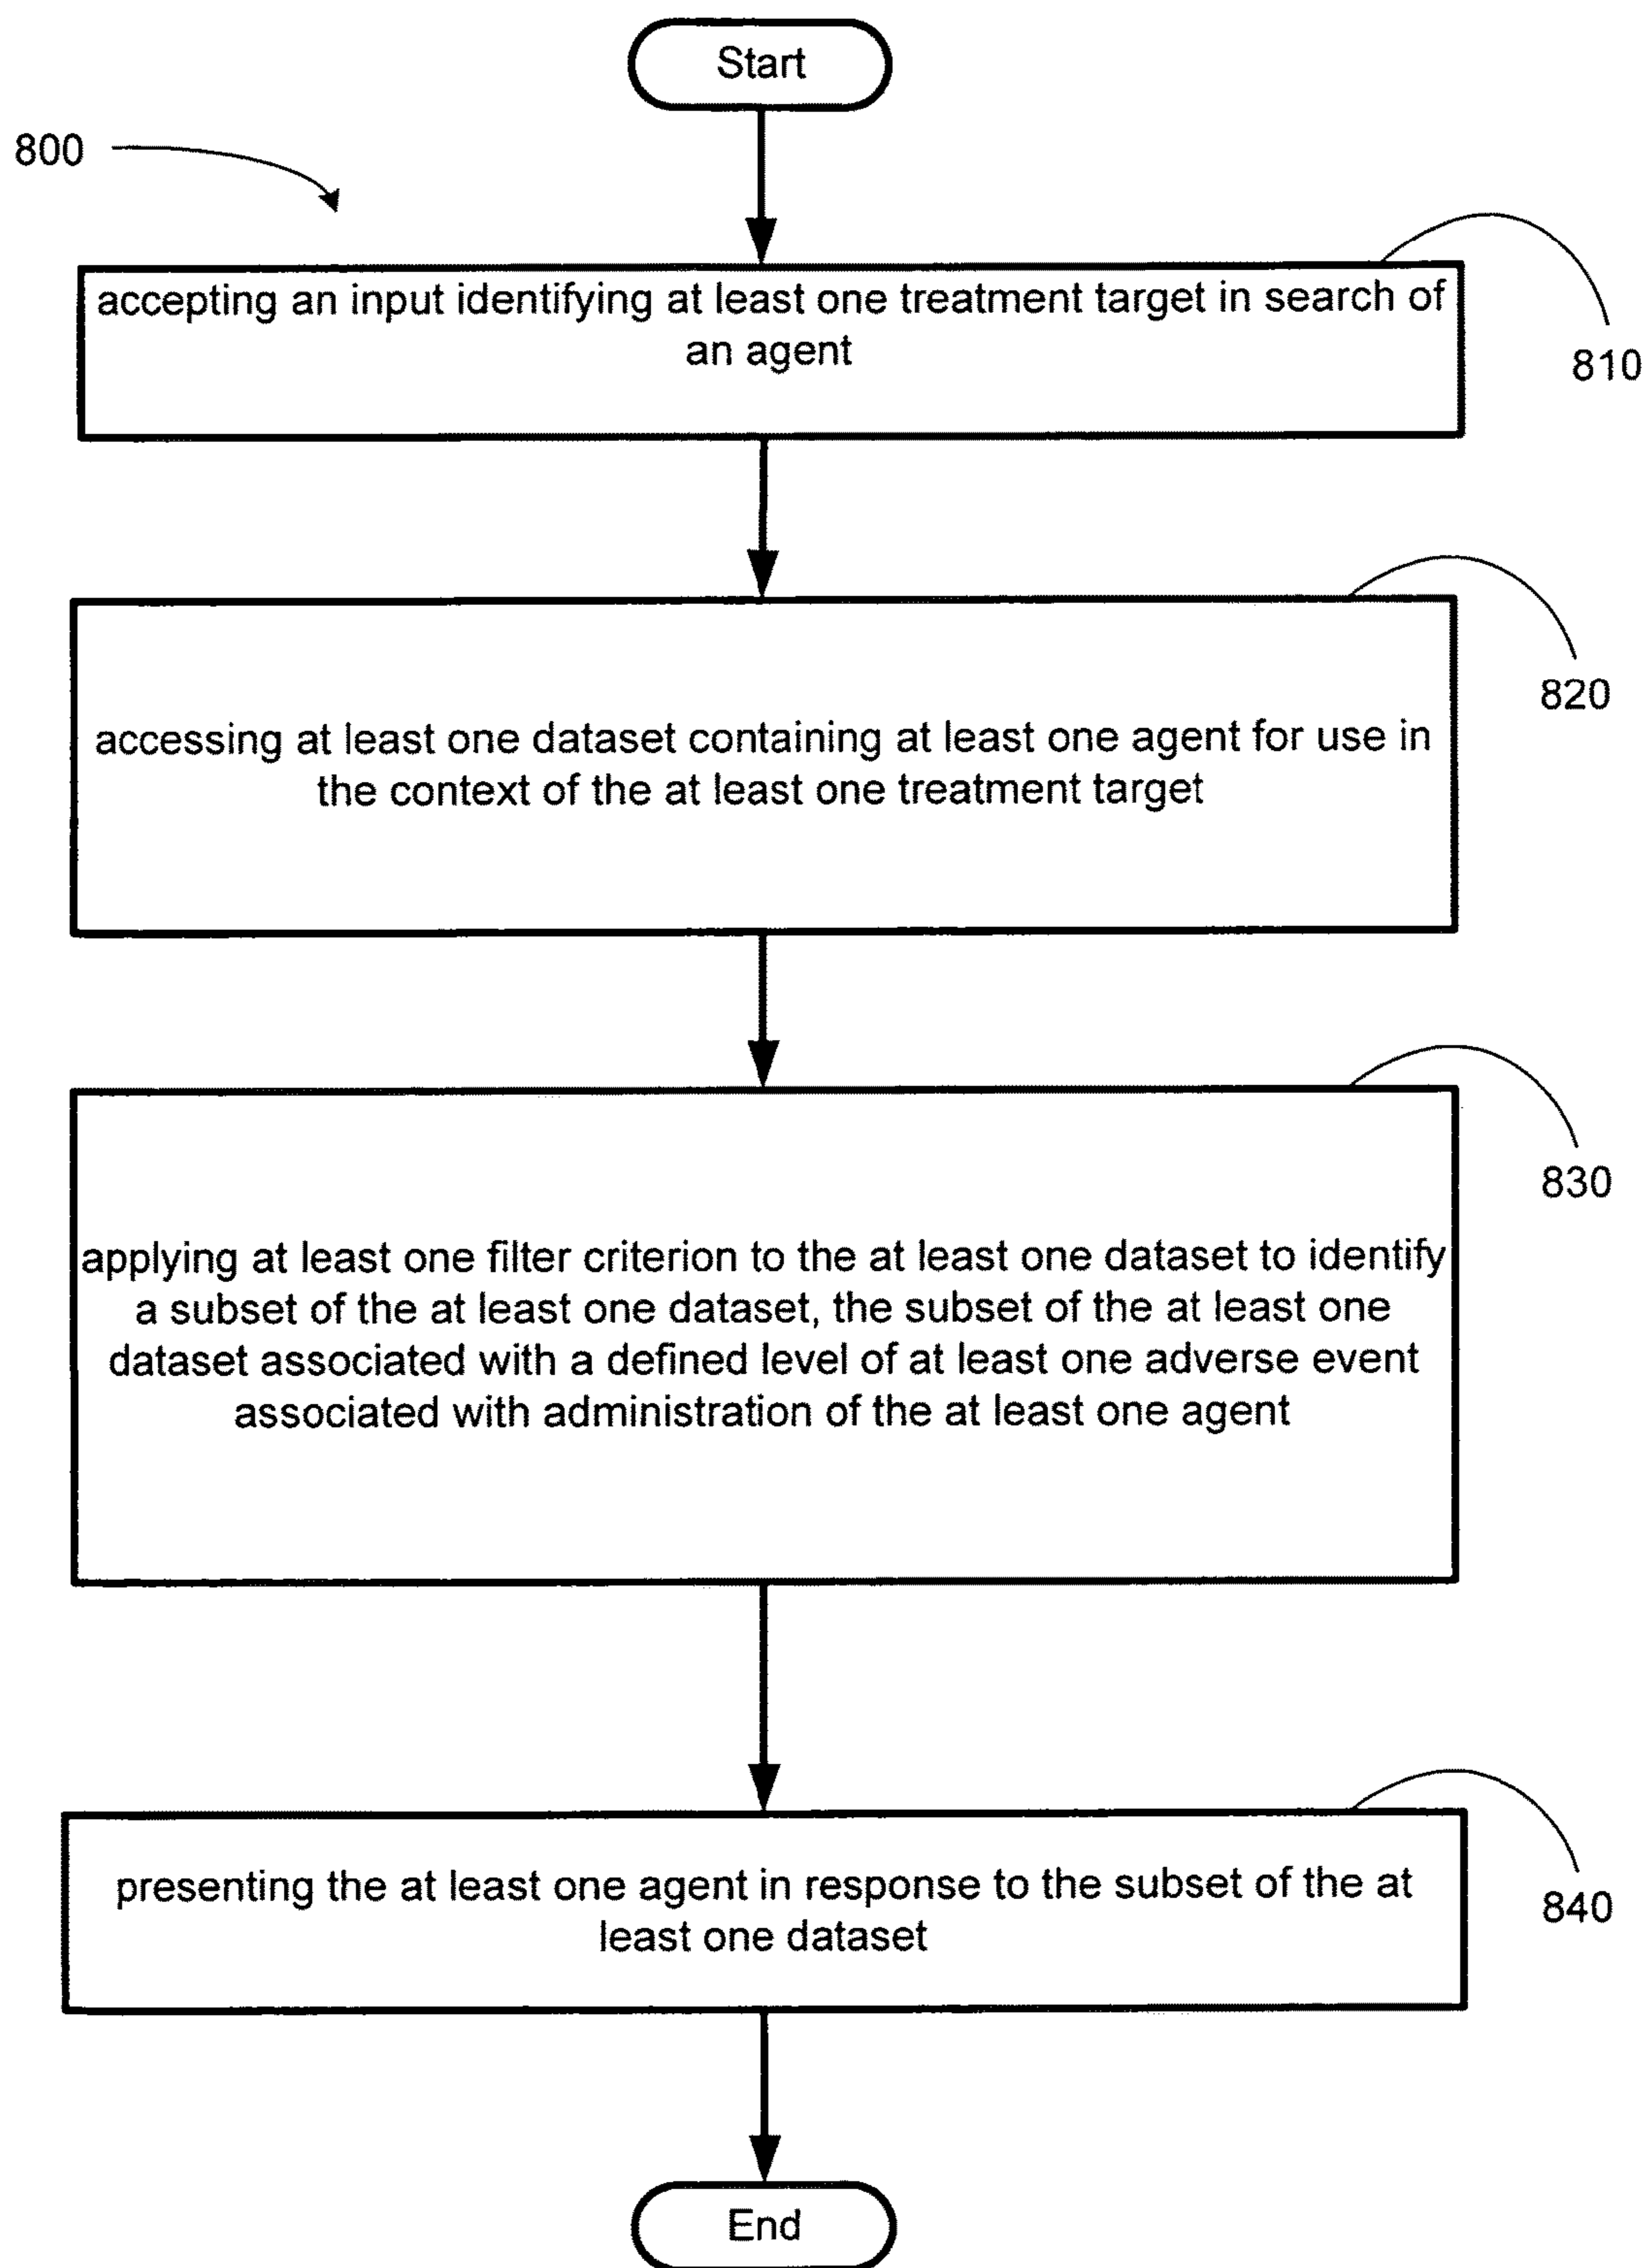 Start
800
accepting an input identifying at least one treatment target in search of
an agent
810
accessing at least one dataset containing at least one agent for use in
the context of the at least one treatment target
820
applying at least one filter criterion to the at least one dataset to identify
a subset of the at least one dataset, the subset of the at least one
dataset associated with a defined level of at least one adverse event
associated with administration of the at least one agent
830
presenting the at least one agent in response to the subset of the at
least one dataset
840
End